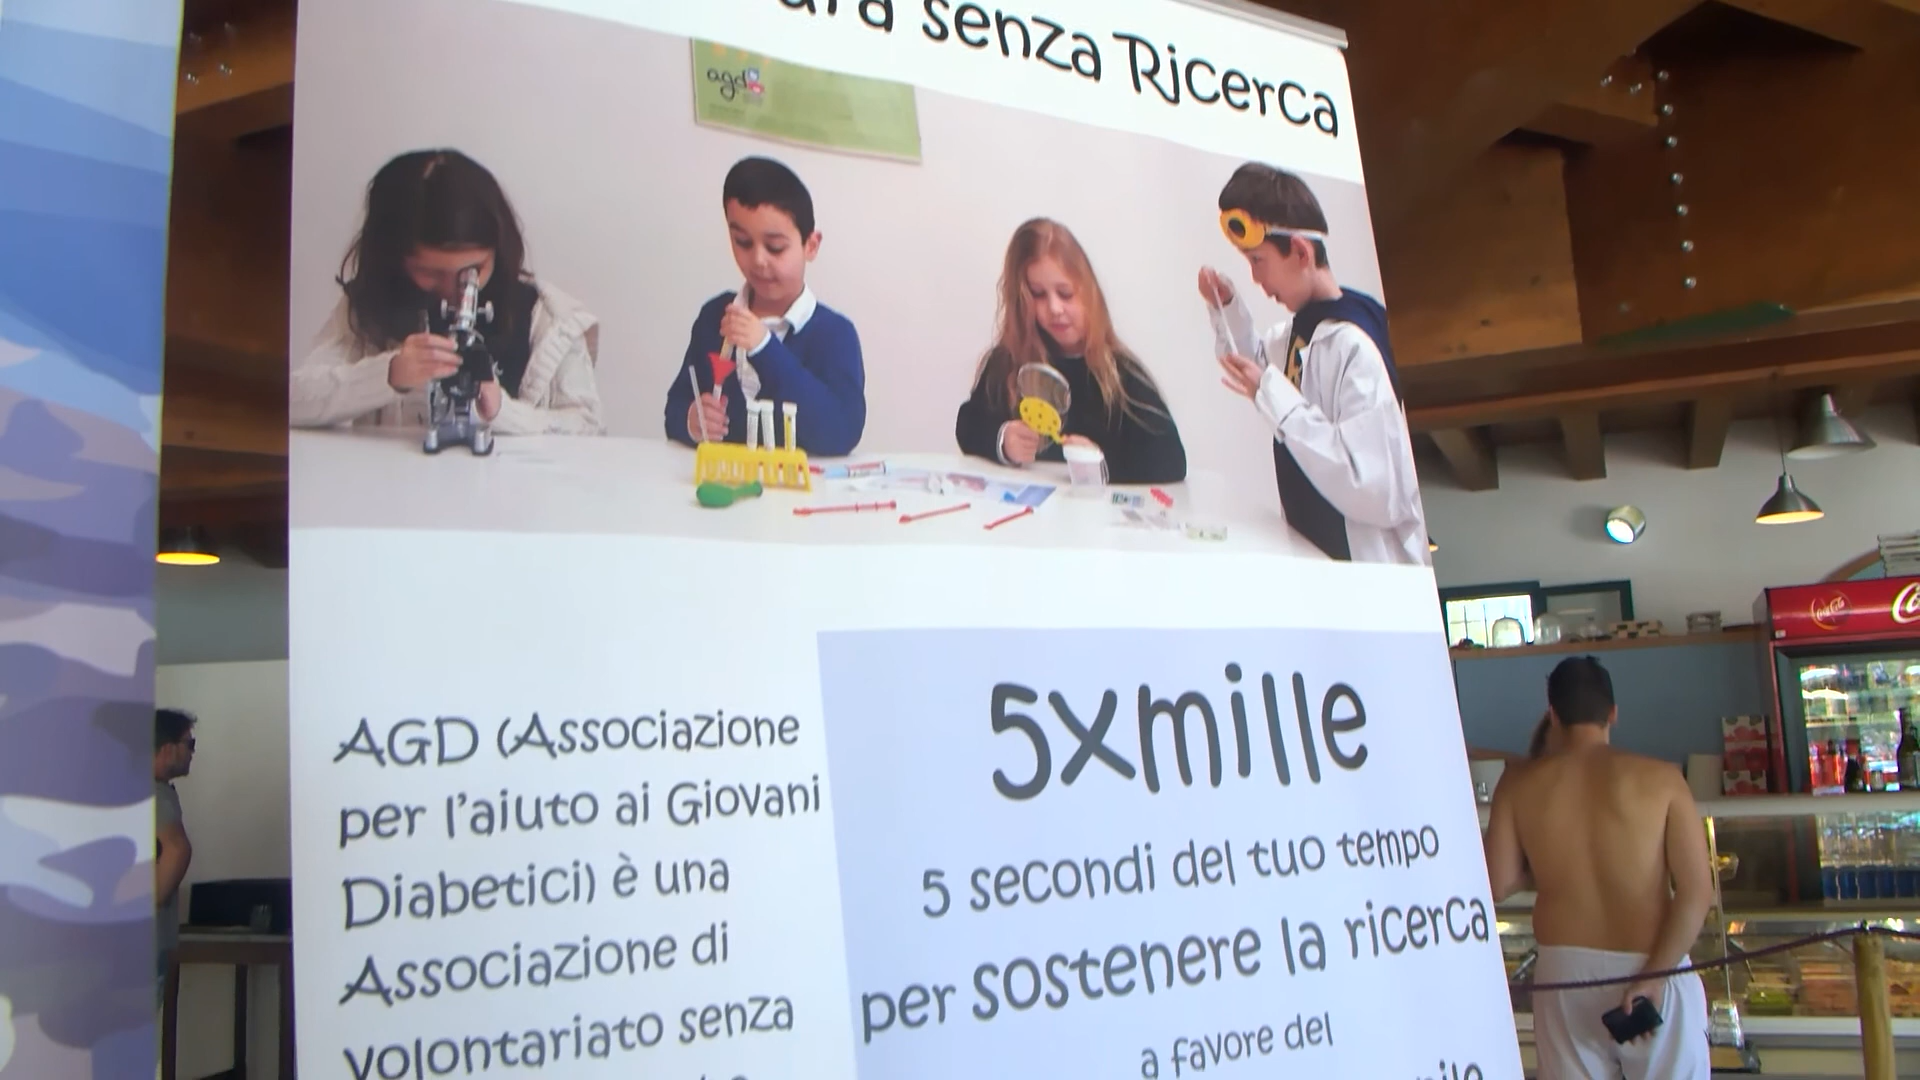 senza Ricerca
agd
AGD (Associazione
per l'aiuto ai Giovani
Diabetici) è una
Associazione di
volontariato senza
5xmille
5 secondi del tuo tempo
per sostenere la ricerca
a favore del
Coca-Cola